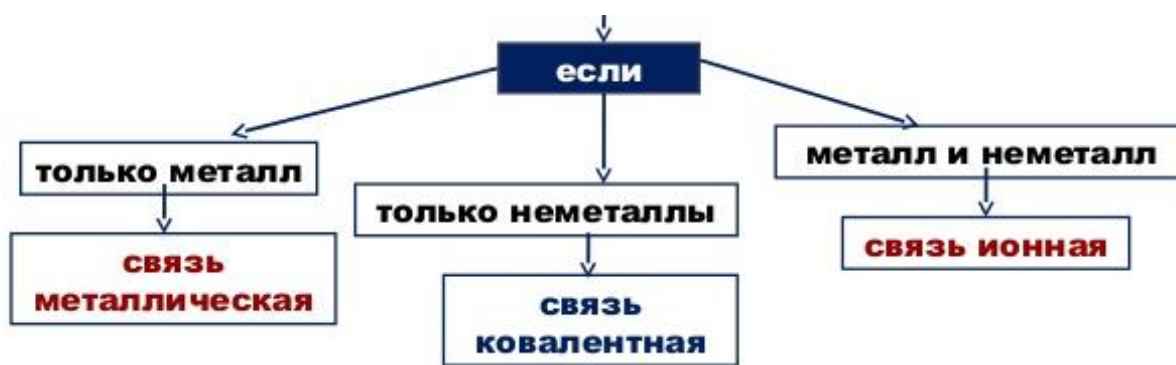 если
только металл
металл и неметалл
только неметаллы
связь
металлическая
связь ионная
связь
ковалентная